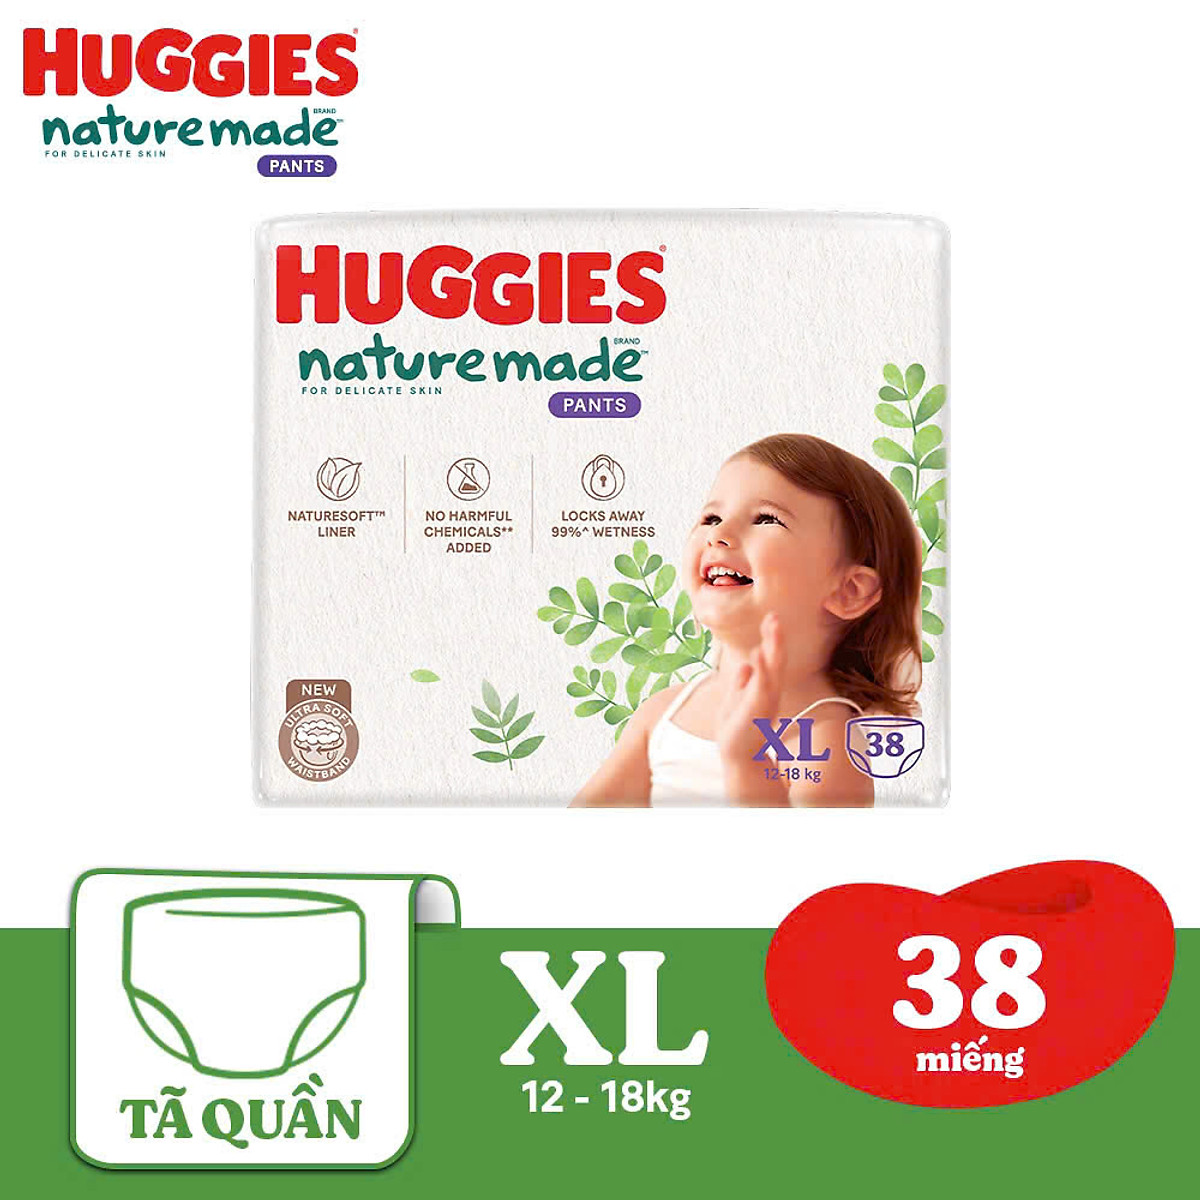 HUGGIES
naturemade BRAND™
FOR DELICATE SKIN
PANTS
HUGGIES®
naturemade BRAND™
FOR DELICATE SKIN
PANTS
NATURESOFT™
LINER
NO HARMFUL
CHEMICALS**
ADDED
LOCKS AWAY
99%^ WETNESS
NEW
ULTRA SOFT
WAISTBAND
XL
12-18 kg
38
TÃ QUẦN
XL
12 - 18kg
38
miếng